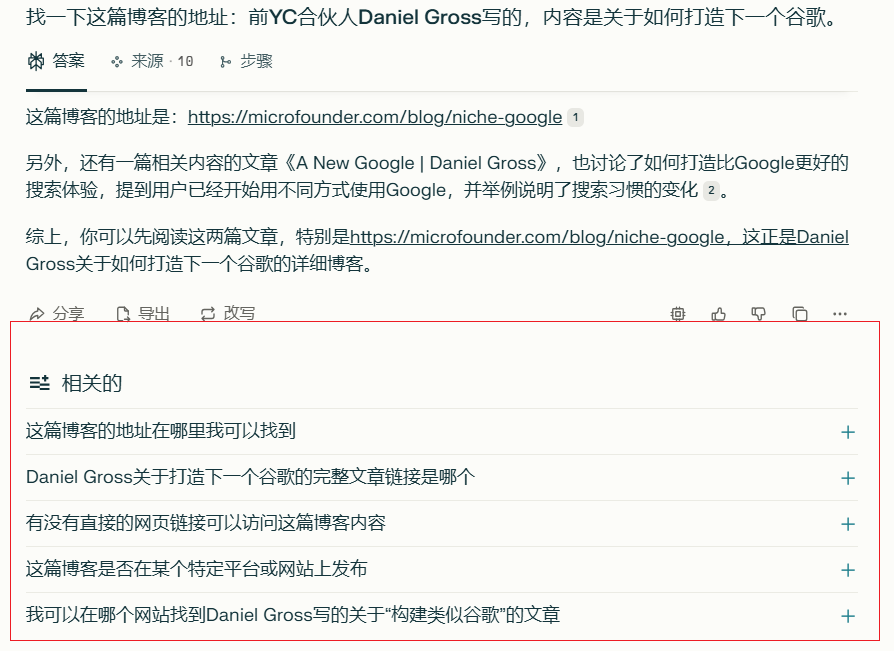 找一下这篇博客的地址：前YC合伙人Daniel Gross写的，内容是关于如何打造下一个谷歌。
答案 来源 · 10 步骤
这篇博客的地址是：https://microfounder.com/blog/niche-google 1
另外，还有一篇相关内容的文章《A New Google | Daniel Gross》，也讨论了如何打造比Google更好的
搜索体验，提到用户已经开始用不同方式使用Google，并举例说明了搜索习惯的变化 2。
综上，你可以先阅读这两篇文章，特别是https://microfounder.com/blog/niche-google，这正是Daniel
Gross关于如何打造下一个谷歌的详细博客。
分享 导出 改写
相关的
这篇博客的地址在哪里我可以找到
Daniel Gross关于打造下一个谷歌的完整文章链接是哪个
有没有直接的网页链接可以访问这篇博客内容
这篇博客是否在某个特定平台或网站上发布
我可以在哪个网站找到Daniel Gross写的关于“构建类似谷歌”的文章